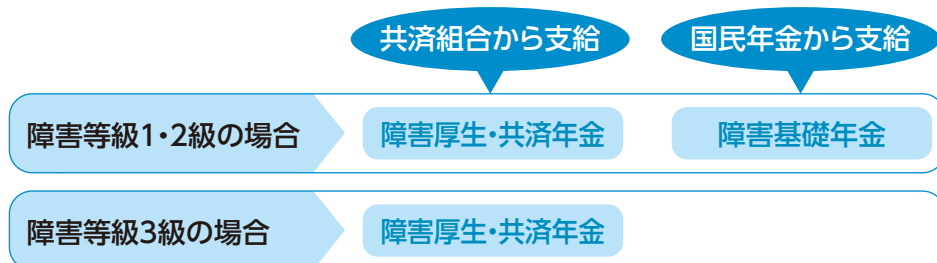 共済組合から支給
国民年金から支給
障害等級1・2級の場合
障害厚生・共済年金
障害基礎年金
障害等級3級の場合
障害厚生・共済年金